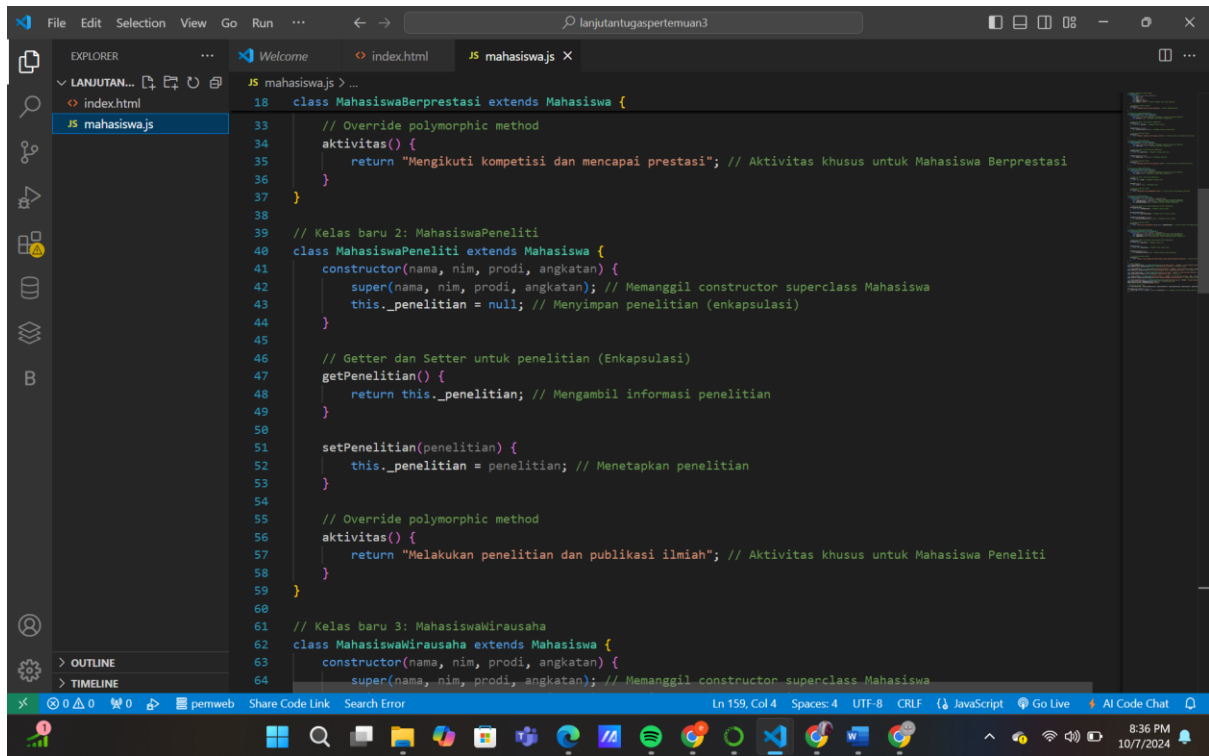 File Edit Selection View Go Run ··· lanjutantugaspertemuan3
EXPLORER ··· Welcome index.html JS mahasiswa.js
LANJUTAN... JS mahasiswa.js > ...
index.html
JS mahasiswa.js
18 class MahasiswaBerprestasi extends Mahasiswa {
33 // Override polymorphic method
34 aktivitas() {
35 return "Mengikuti kompetisi dan mencapai prestasi"; // Aktivitas khusus untuk Mahasiswa Berprestasi
36 }
37 }
38
39 // Kelas baru 2: MahasiswaPeneliti
40 class MahasiswaPeneliti extends Mahasiswa {
41 constructor(nama, nim, prodi, angkatan) {
42 super(nama, nim, prodi, angkatan); // Memanggil constructor superclass Mahasiswa
43 this._penelitian = null; // Menyimpan penelitian (enkapsulasi)
44 }
45
46 // Getter dan Setter untuk penelitian (Enkapsulasi)
47 getPenelitian() {
48 return this._penelitian; // Mengambil informasi penelitian
49 }
50
51 setPenelitian(penelitian) {
52 this._penelitian = penelitian; // Menetapkan penelitian
53 }
54
55 // Override polymorphic method
56 aktivitas() {
57 return "Melakukan penelitian dan publikasi ilmiah"; // Aktivitas khusus untuk Mahasiswa Peneliti
58 }
59 }
60
61 // Kelas baru 3: MahasiswaWirausaha
62 class MahasiswaWirausaha extends Mahasiswa {
63 constructor(nama, nim, prodi, angkatan) {
64 super(nama, nim, prodi, angkatan); // Memanggil constructor superclass Mahasiswa
OUTLINE
TIMELINE
0 0 0 pemweb Share Code Link Search Error Ln 159, Col 4 Spaces: 4 UTF-8 CRLF JavaScript Go Live AI Code Chat
8:36 PM
10/7/2024